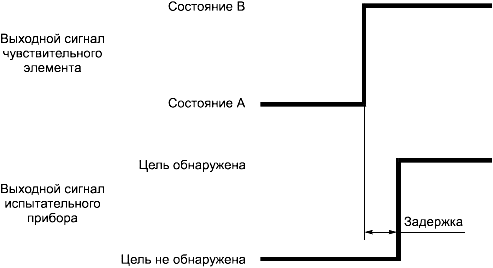 Состояние В
Выходной сигнал
чувствительного
элемента
Состояние А
Цель обнаружена
Выходной сигнал
испытательного
прибора
Задержка
Цель не обнаружена